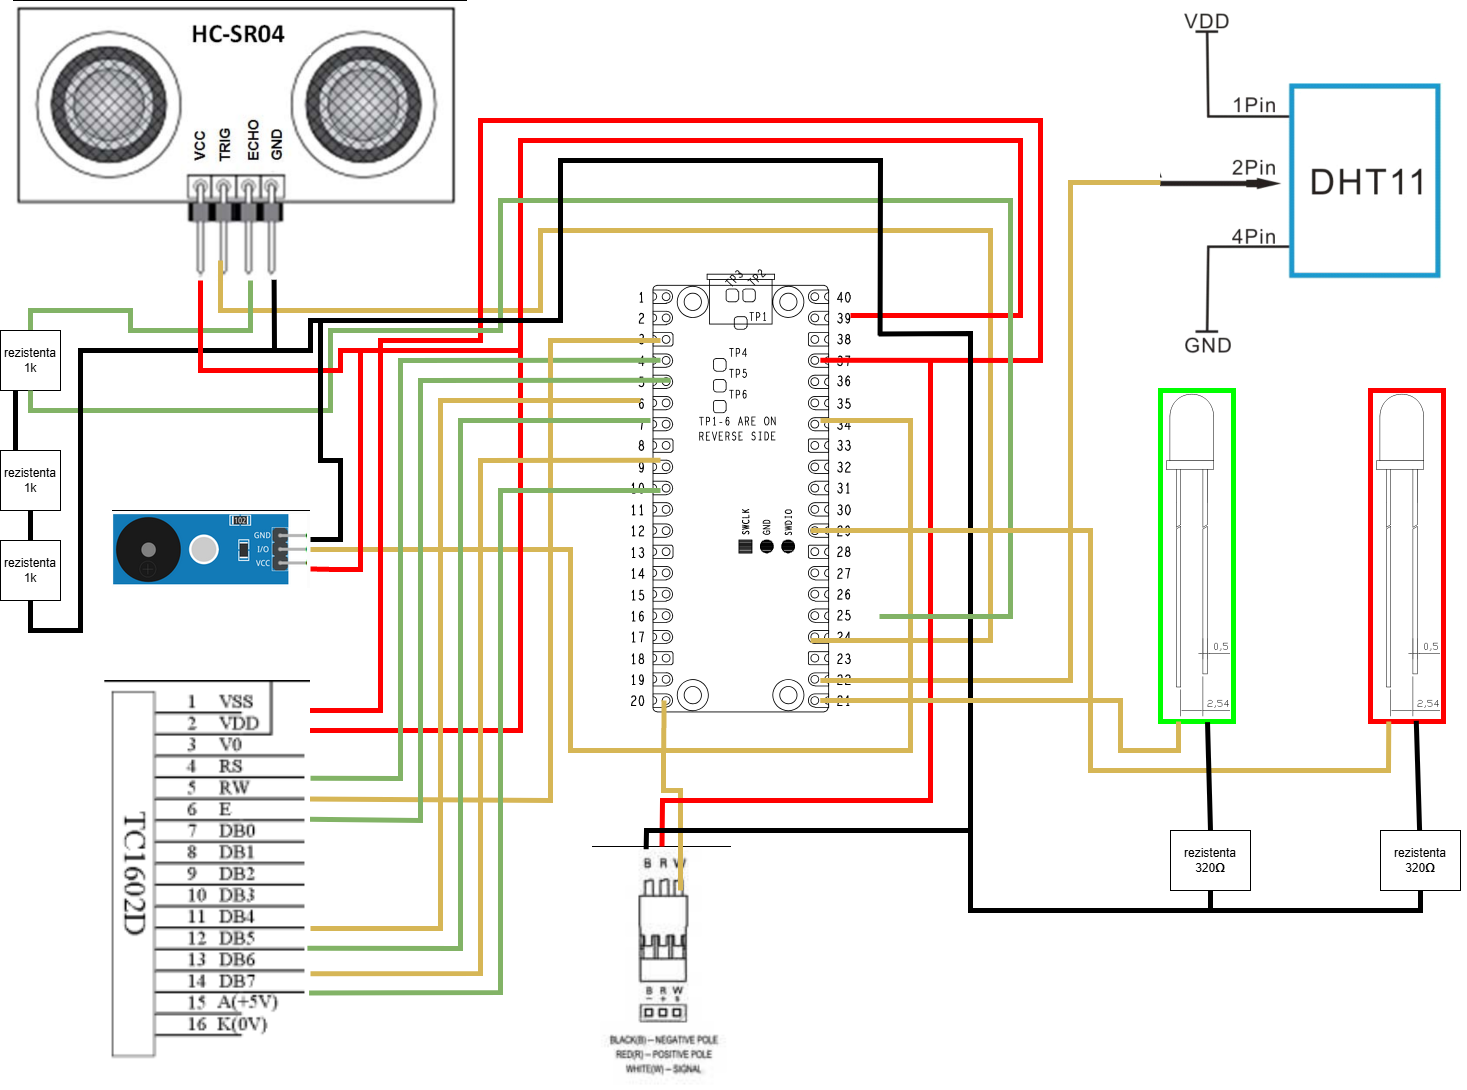 HC-SR04
VCC
TRIG
ECHO
GND
VDD
1Pin
2Pin
DHT11
4Pin
GND
rezistenta
1k
rezistenta
1k
rezistenta
1k
102
GND
I/O
VCC
TP3
TP2
TP1
TP4
TP5
TP6
TP1-6 ARE ON
REVERSE SIDE
SWCLK
GND
SWDIO
1
2
3
4
5
6
7
8
9
10
11
12
13
14
15
16
17
18
19
20
40
39
38
37
36
35
34
33
32
31
30
29
28
27
26
25
24
23
22
21
0,5
2,54
0,5
2,54
rezistenta
320Ω
rezistenta
320Ω
TC1602D
1 VSS
2 VDD
3 V0
4 RS
5 RW
6 E
7 DB0
8 DB1
9 DB2
10 DB3
11 DB4
12 DB5
13 DB6
14 DB7
15 A(+5V)
16 K(0V)
B R W
B R W
− + s
BLACK(B)—NEGATIVE POLE
RED(R)—POSITIVE POLE
WHITE(W)—SIGNAL